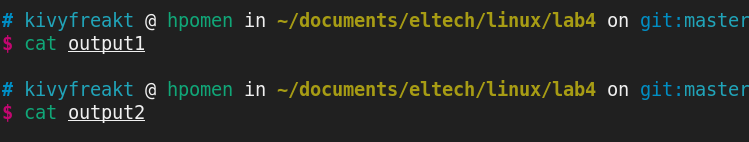 # kivyfreakt @ hpomen in ~/documents/eltech/linux/lab4 on git:master
$ cat output1
# kivyfreakt @ hpomen in ~/documents/eltech/linux/lab4 on git:master
$ cat output2